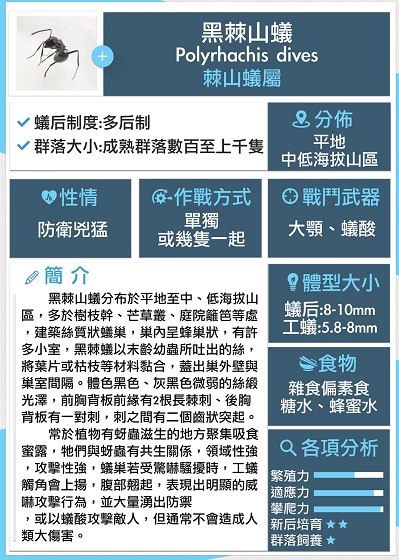 黑棘山蟻
Polyrhachis dives
棘山蟻屬
蟻后制度:多后制
群落大小:成熟群落數百至上千隻
分佈
平地
中低海拔山區
性情
防衛兇猛
作戰方式
單獨
或幾隻一起
戰鬥武器
大顎、蟻酸
簡介
黑棘山蟻分布於平地至中、低海拔山
區，多於樹枝幹、芒草叢、庭院籬笆等處
，建築絲質狀蟻巢，巢內呈蜂巢狀，有許
多小室，黑棘蟻以末齡幼蟲所吐出的絲，
將葉片或枯枝等材料黏合，蓋出巢外壁與
巢室間隔。體色黑色、灰黑色微弱的絲緞
光澤，前胸背板前緣有2根長棘刺、後胸
背板有一對刺，刺之間有二個齒狀突起。
常於植物有蚜蟲滋生的地方聚集吸食
蜜露，牠們與蚜蟲有共生關係，領域性強
，攻擊性強，蟻巢若受驚嚇騷擾時，工蟻
觸角會上揚，腹部翹起，表現出明顯的威
嚇攻擊行為，並大量湧出防禦
，或以蟻酸攻擊敵人，但通常不會造成人
類大傷害。
體型大小
蟻后:8-10mm
工蟻:5.8-8mm
食物
雜食偏素食
糖水、蜂蜜水
各項分析
繁殖力
適應力
攀爬力
新后培育★★
群落飼養★